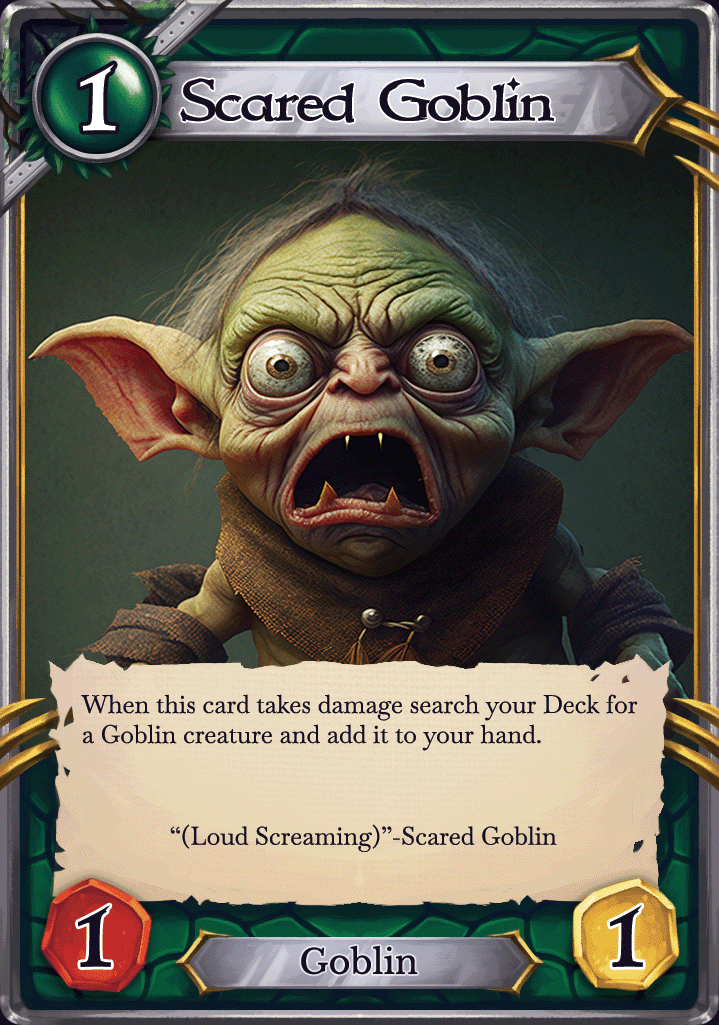 1
Scared Goblin
When this card takes damage search your Deck for
a Goblin creature and add it to your hand.
“(Loud Screaming)”-Scared Goblin
1
Goblin
1